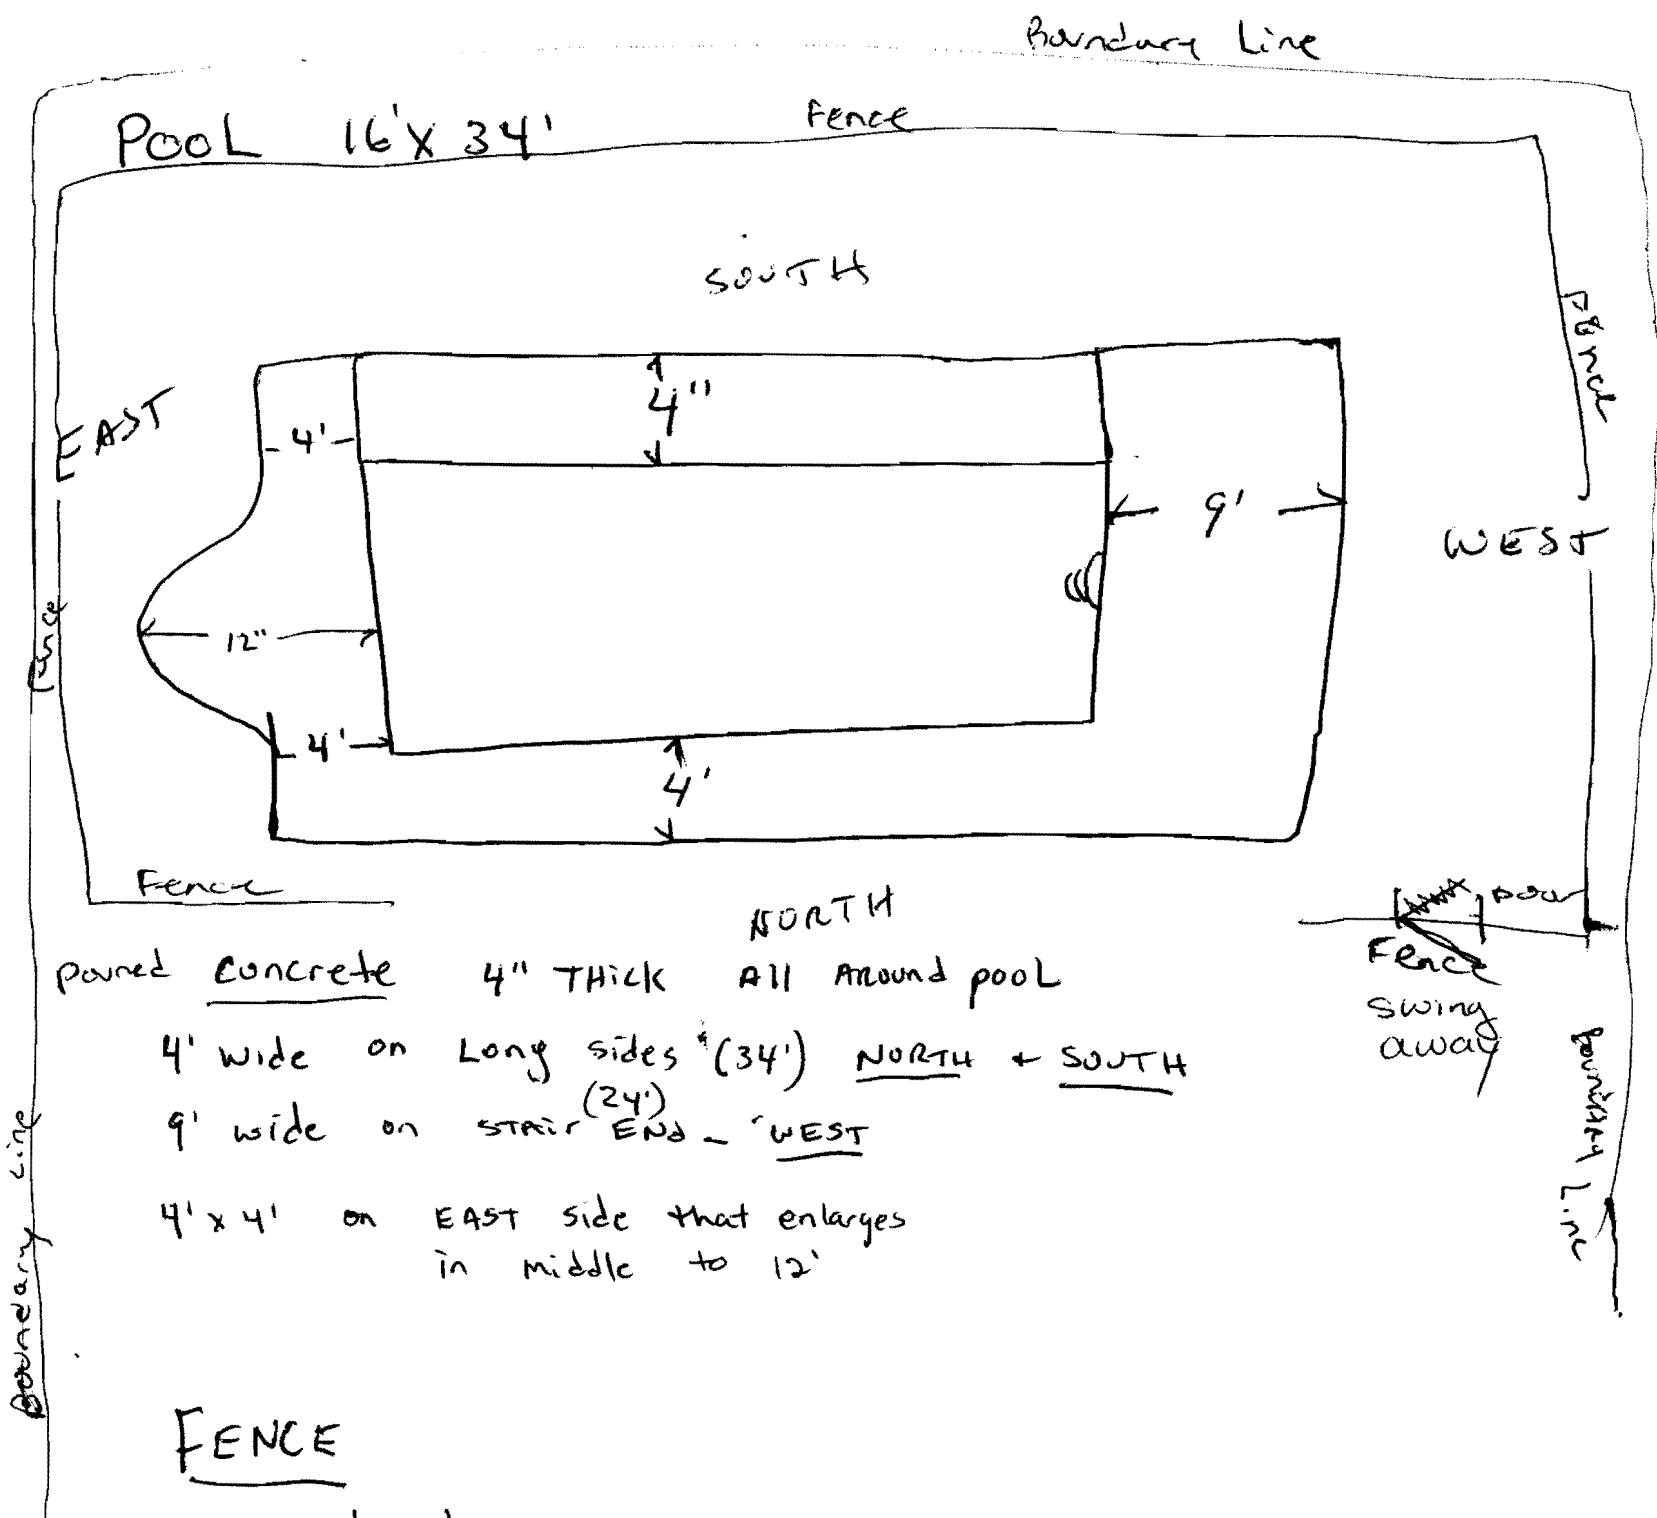 Boundary Line
POOL 16'X 34'
Fence
SOUTH
Fence
EAST
4"
4'
9'
WEST
Fence
12"
4'
4'
Fence
NORTH
Door
Fence
swing
away
poured concrete 4" THick All Around pooL
4' wide on Long sides (34') NORTH + SOUTH
(24')
9' wide on STAir ENd - WEST
4' x 4' on EAST side that enlarges
in middle to 12'
Boundary Line
Boundary Line
FENCE